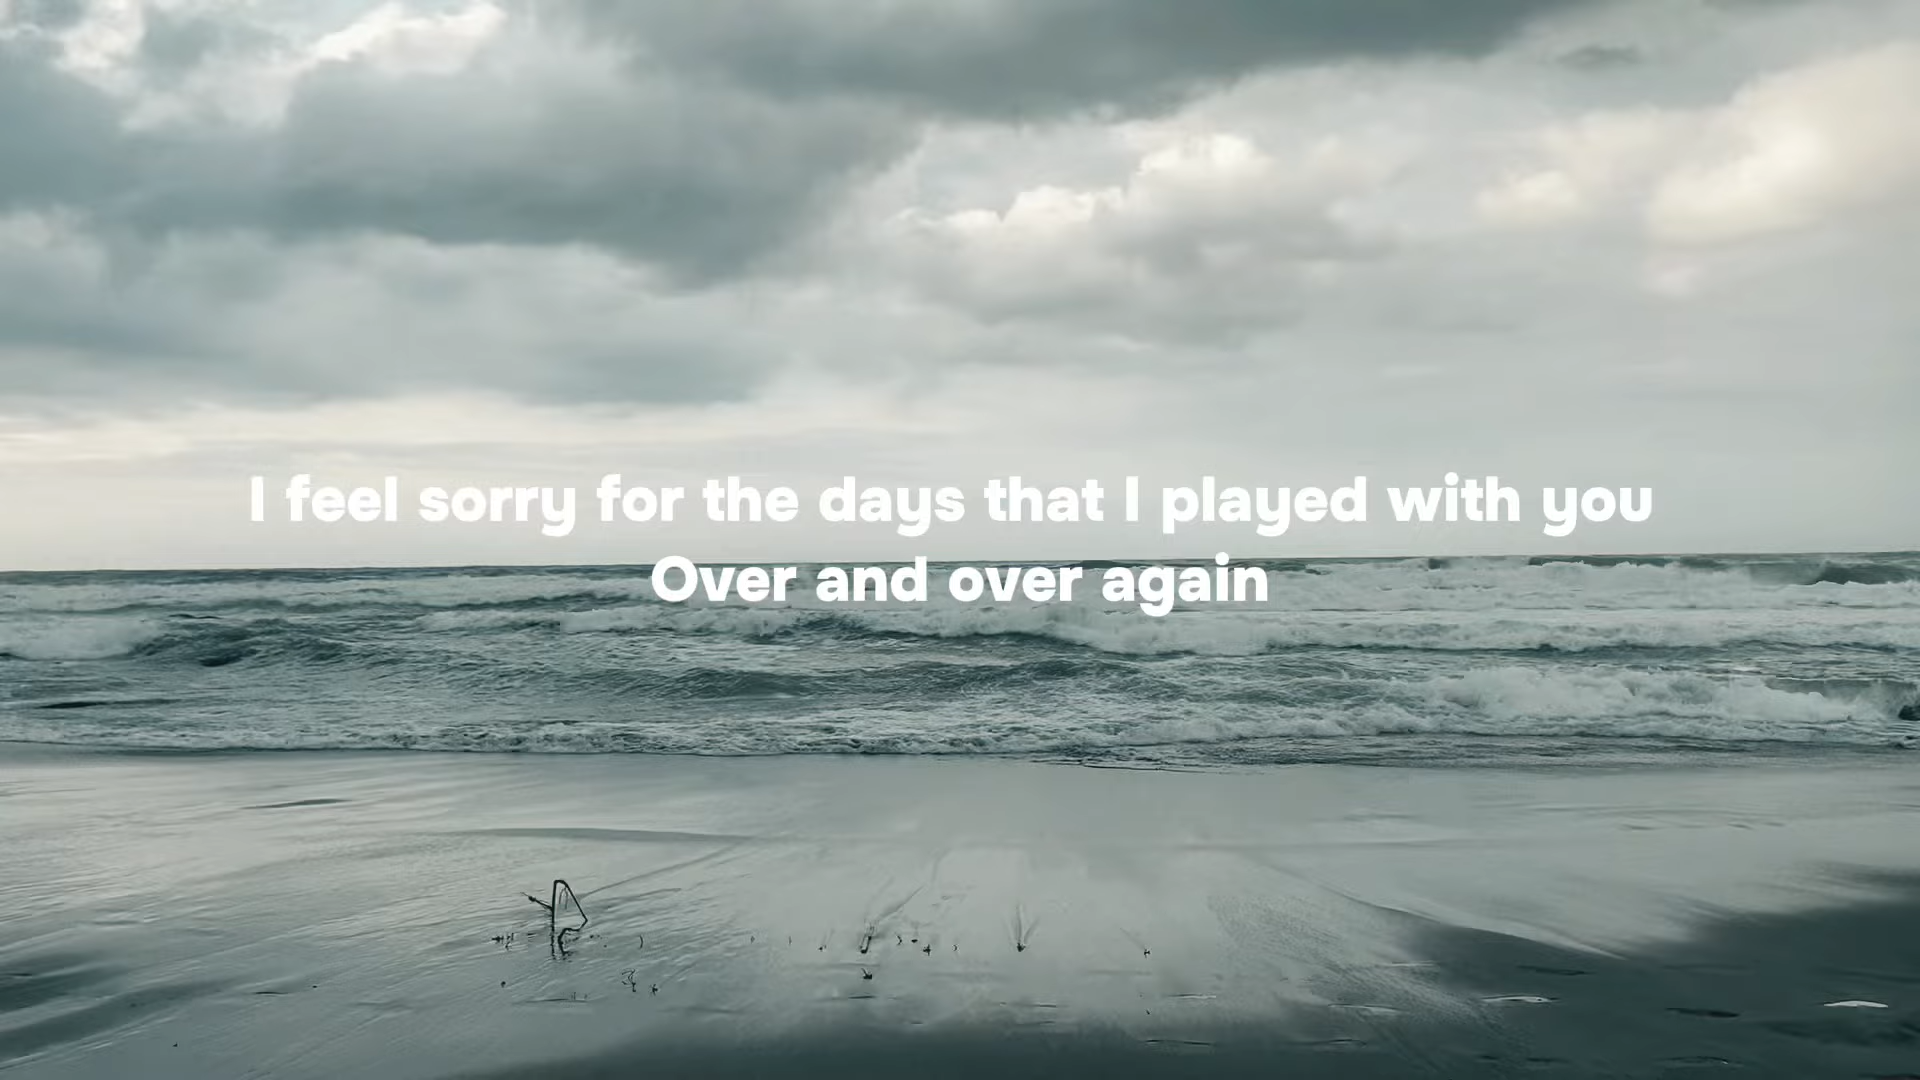 I feel sorry for the days that I played with you
Over and over again